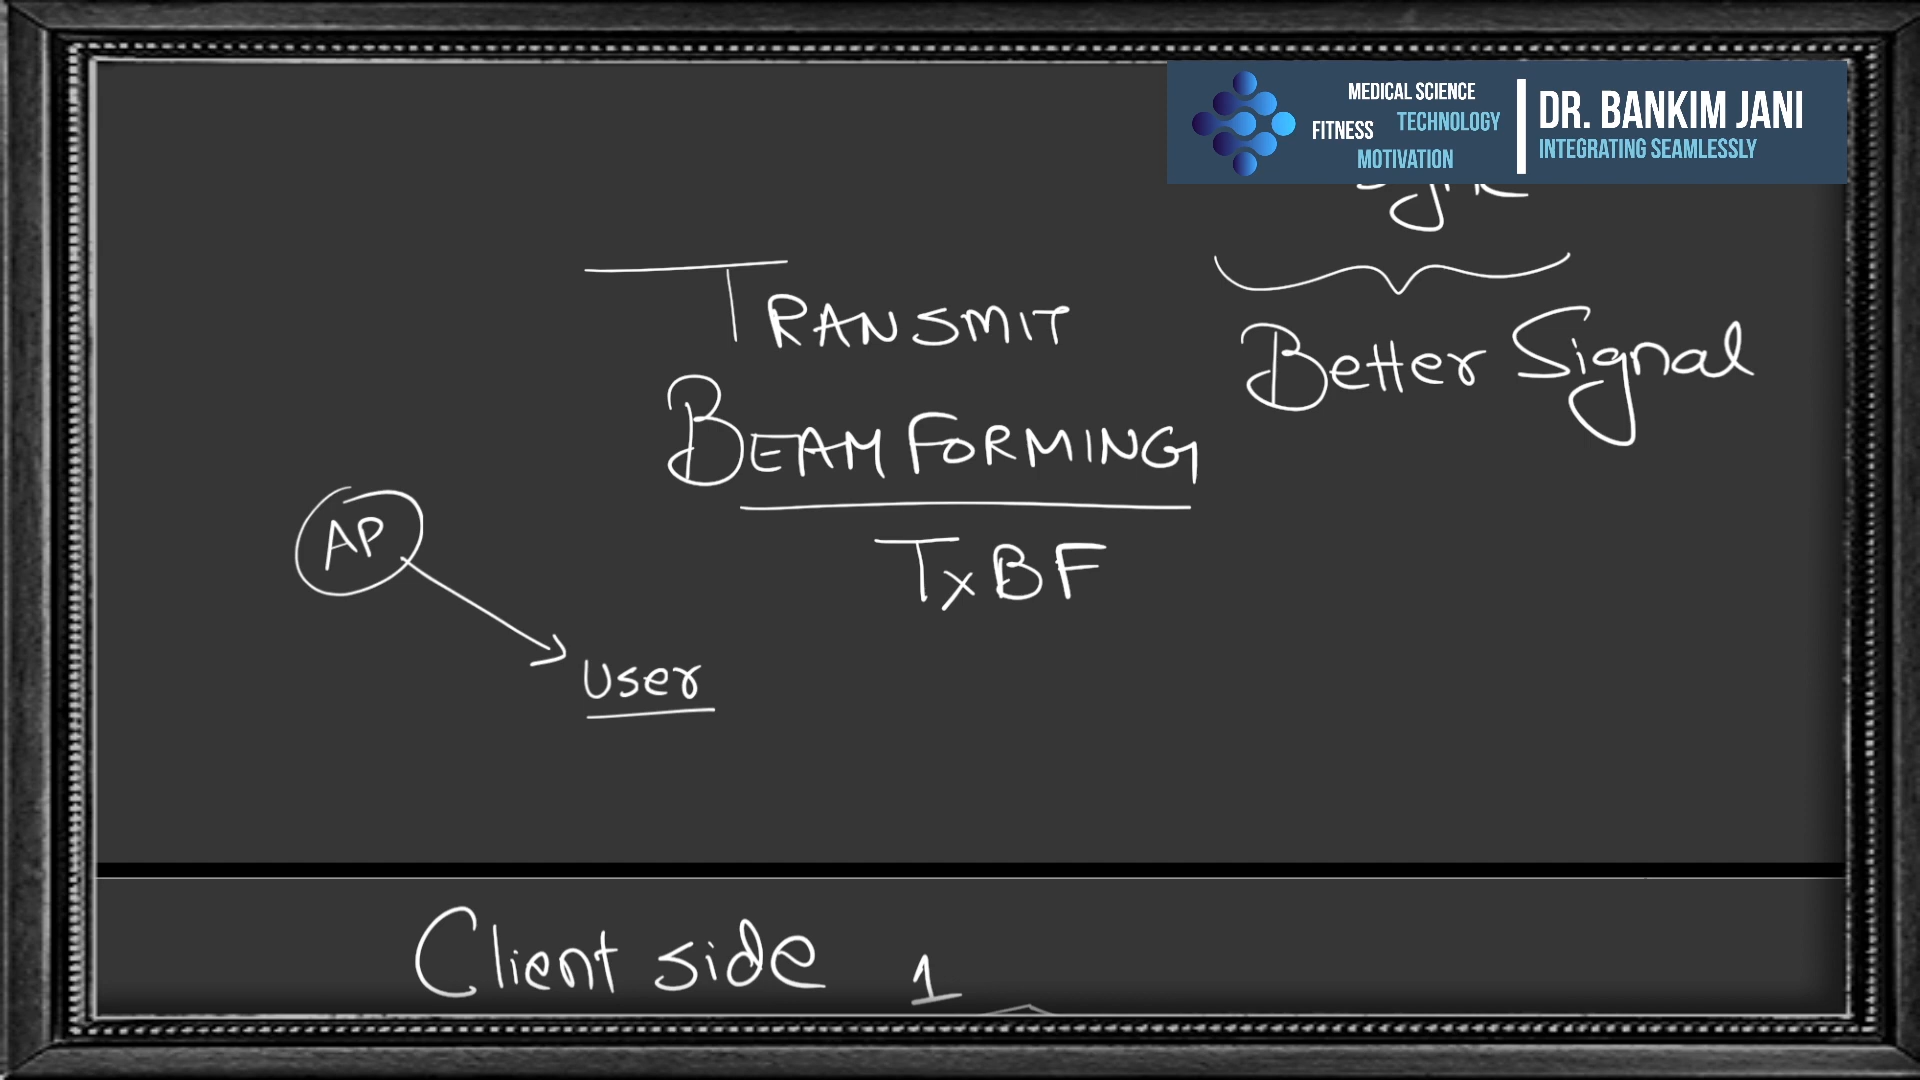 MEDICAL SCIENCE
FITNESS TECHNOLOGY
MOTIVATION
DR. BANKIM JANI
INTEGRATING SEAMLESSLY
TRANSMIT
BEAMFORMING
TxBF
Better Signal
AP
User
Client side 1